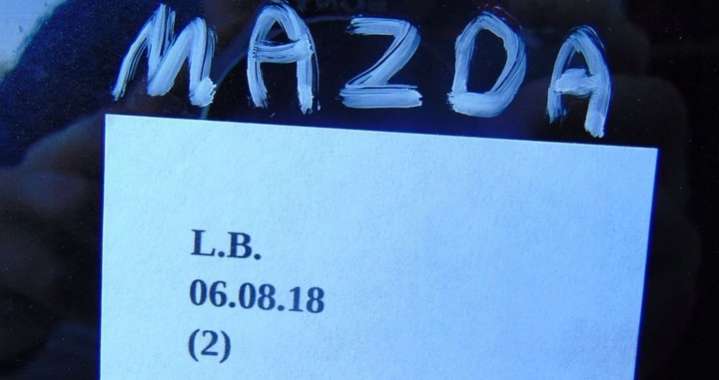 MAZDA
L.B.
06.08.18
(2)